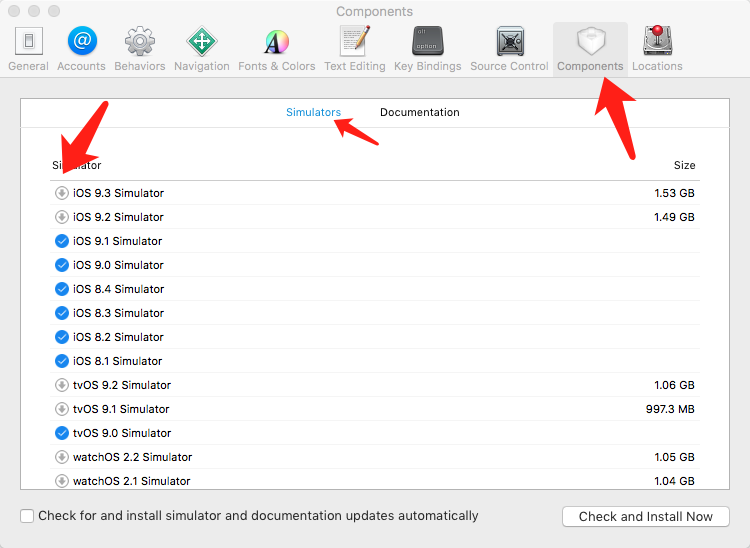 Components
General Accounts Behaviors Navigation Fonts & Colors Text Editing Key Bindings Source Control Components Locations
Simulators Documentation
Simulator Size
iOS 9.3 Simulator 1.53 GB
iOS 9.2 Simulator 1.49 GB
iOS 9.1 Simulator
iOS 9.0 Simulator
iOS 8.4 Simulator
iOS 8.3 Simulator
iOS 8.2 Simulator
iOS 8.1 Simulator
tvOS 9.2 Simulator 1.06 GB
tvOS 9.1 Simulator 997.3 MB
tvOS 9.0 Simulator
watchOS 2.2 Simulator 1.05 GB
watchOS 2.1 Simulator 1.04 GB
Check for and install simulator and documentation updates automatically Check and Install Now